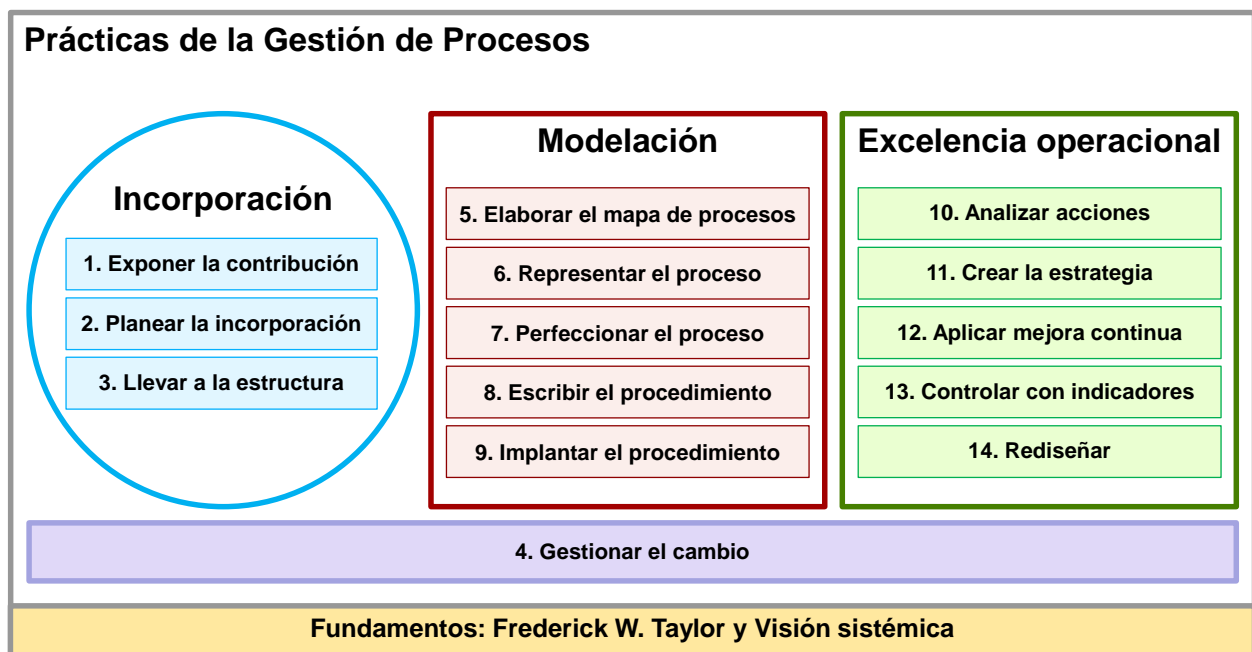 Prácticas de la Gestión de Procesos
Incorporación
1. Exponer la contribución
2. Planear la incorporación
3. Llevar a la estructura
Modelación
5. Elaborar el mapa de procesos
6. Representar el proceso
7. Perfeccionar el proceso
8. Escribir el procedimiento
9. Implantar el procedimiento
Excelencia operacional
10. Analizar acciones
11. Crear la estrategia
12. Aplicar mejora continua
13. Controlar con indicadores
14. Rediseñar
4. Gestionar el cambio
Fundamentos: Frederick W. Taylor y Visión sistémica